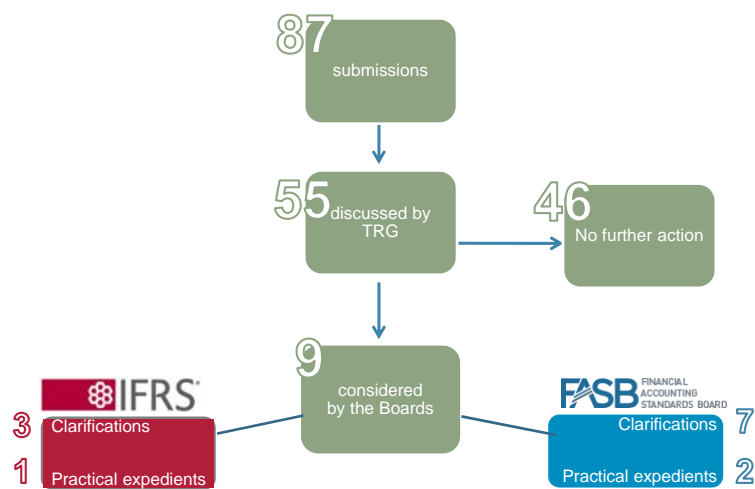 87
submissions
55
discussed by
TRG
46
No further action
9
considered
by the Boards
IFRS®
3 Clarifications
1 Practical expedients
FASB FINANCIAL
ACCOUNTING
STANDARDS BOARD
Clarifications 7
Practical expedients 2